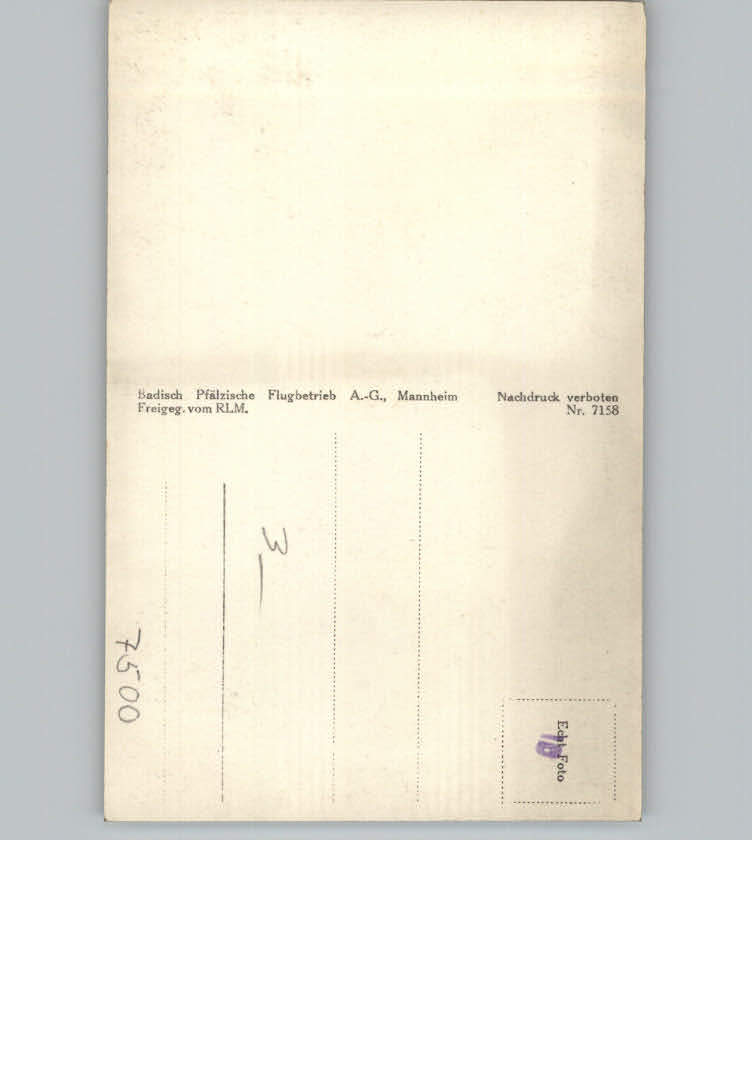 Badisch Pfälzische Flugbetrieb A.-G., Mannheim Nachdruck verboten
Freigeg. vom RLM. Nr. 7158
3
7500
Echt Foto